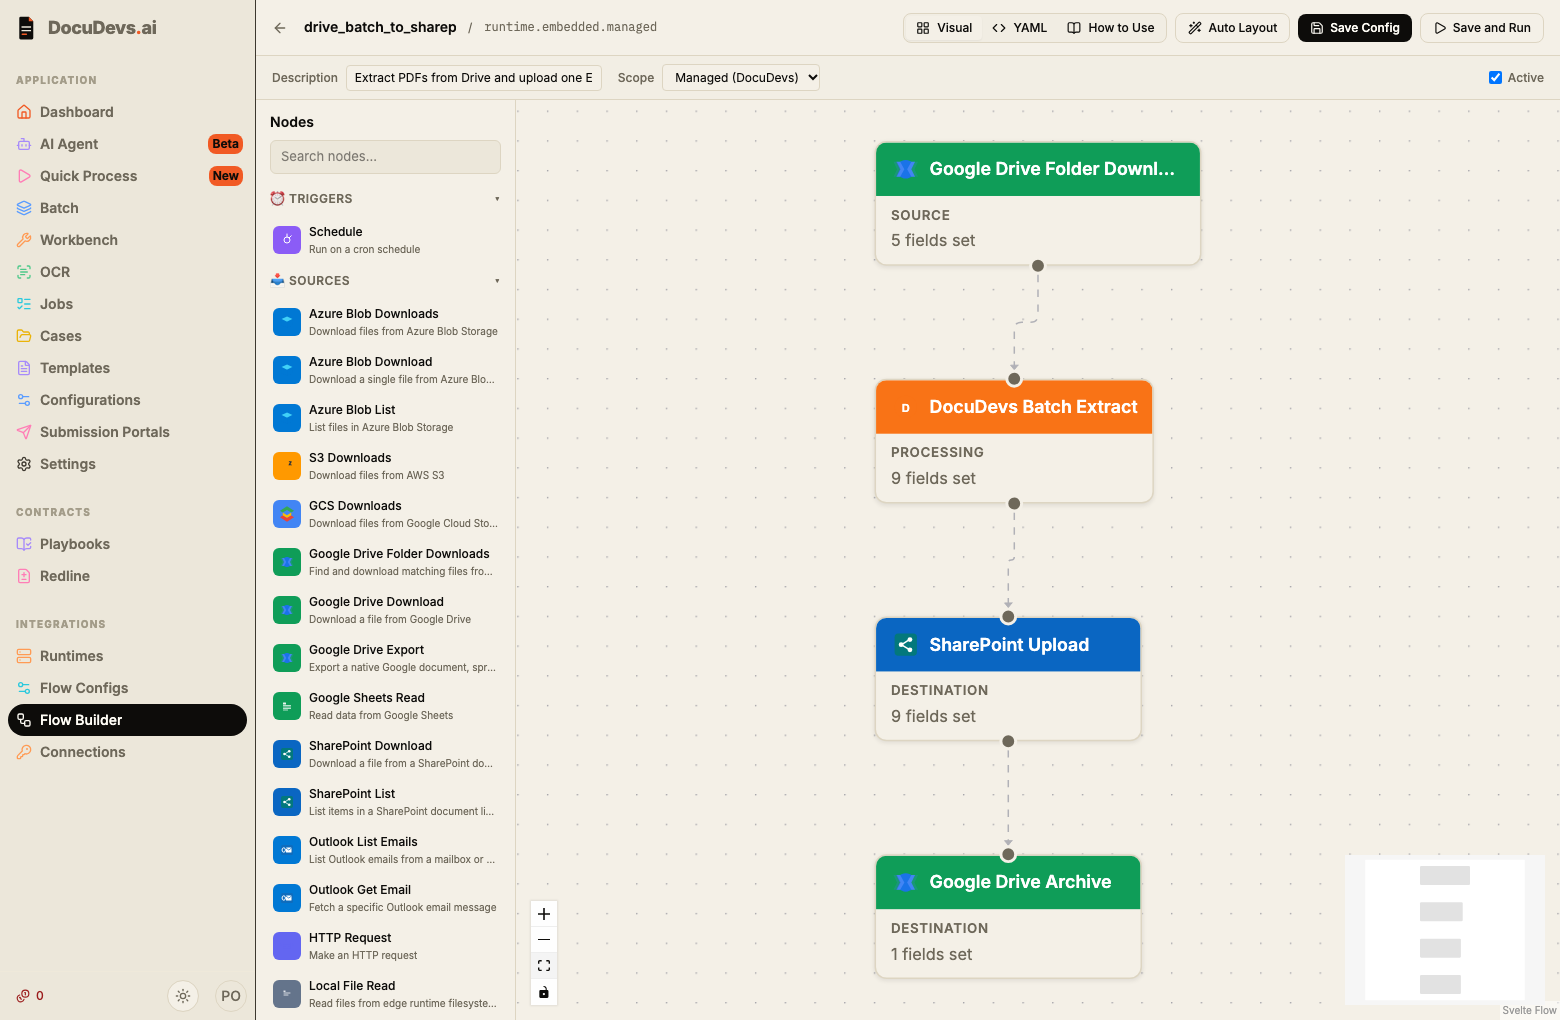 DocuDevs.ai
APPLICATION
Dashboard
AI Agent
Beta
Quick Process
New
Batch
Workbench
OCR
Jobs
Cases
Templates
Configurations
Submission Portals
Settings
CONTRACTS
Playbooks
Redline
INTEGRATIONS
Runtimes
Flow Configs
Flow Builder
Connections
0
PO
drive_batch_to_sharep / runtime.embedded.managed
Visual
YAML
How to Use
Auto Layout
Save Config
Save and Run
Description
Extract PDFs from Drive and upload one E
Scope
Managed (DocuDevs)
Active
Nodes
Search nodes...
TRIGGERS
Schedule
Run on a cron schedule
SOURCES
Azure Blob Downloads
Download files from Azure Blob Storage
Azure Blob Download
Download a single file from Azure Blo...
Azure Blob List
List files in Azure Blob Storage
S3 Downloads
Download files from AWS S3
GCS Downloads
Download files from Google Cloud Sto...
Google Drive Folder Downloads
Find and download matching files fro...
Google Drive Download
Download a file from Google Drive
Google Drive Export
Export a native Google document, spr...
Google Sheets Read
Read data from Google Sheets
SharePoint Download
Download a file from a SharePoint do...
SharePoint List
List items in a SharePoint document li...
Outlook List Emails
List Outlook emails from a mailbox or ...
Outlook Get Email
Fetch a specific Outlook email message
HTTP Request
Make an HTTP request
Local File Read
Read files from edge runtime filesyste...
Google Drive Folder Downl...
SOURCE
5 fields set
D
DocuDevs Batch Extract
PROCESSING
9 fields set
SharePoint Upload
DESTINATION
9 fields set
Google Drive Archive
DESTINATION
1 fields set
Svelte Flow